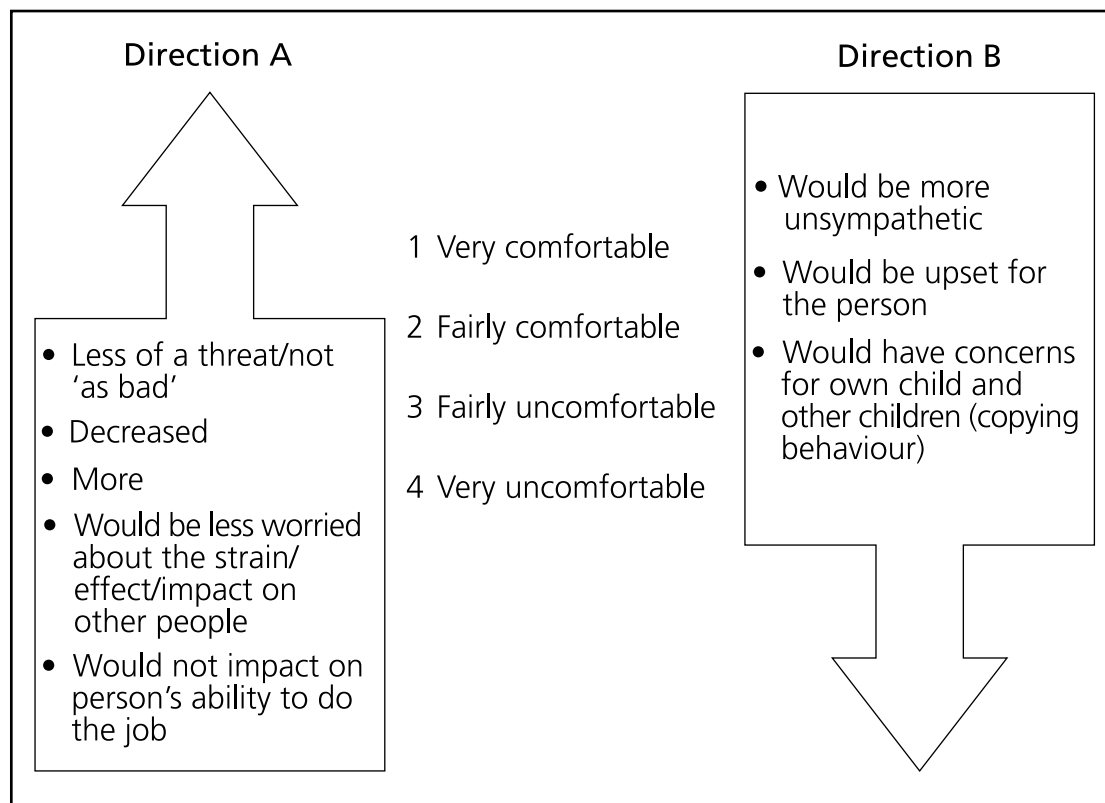 Direction A
• Less of a threat/not
‘as bad’
• Decreased
• More
• Would be less worried
about the strain/
effect/impact on
other people
• Would not impact on
person’s ability to do
the job
1 Very comfortable
2 Fairly comfortable
3 Fairly uncomfortable
4 Very uncomfortable
Direction B
• Would be more
unsympathetic
• Would be upset for
the person
• Would have concerns
for own child and
other children (copying
behaviour)